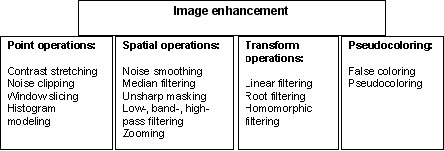 Image enhancement
Point operations:
Contrast stretching
Noise clipping
Window slicing
Histogram
modeling
Spatial operations:
Noise smoothing
Median filtering
Unsharp masking
Low-, band-, high-
pass filtering
Zooming
Transform
operations:
Linear filtering
Root filtering
Homomorphic
filtering
Pseudocoloring:
False coloring
Pseudocoloring